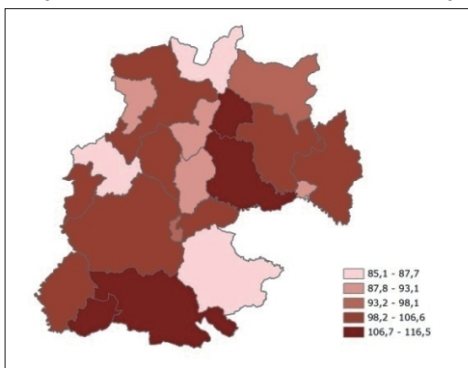 85,1 - 87,7
87,8 - 93,1
93,2 - 98,1
98,2 - 106,6
106,7 - 116,5